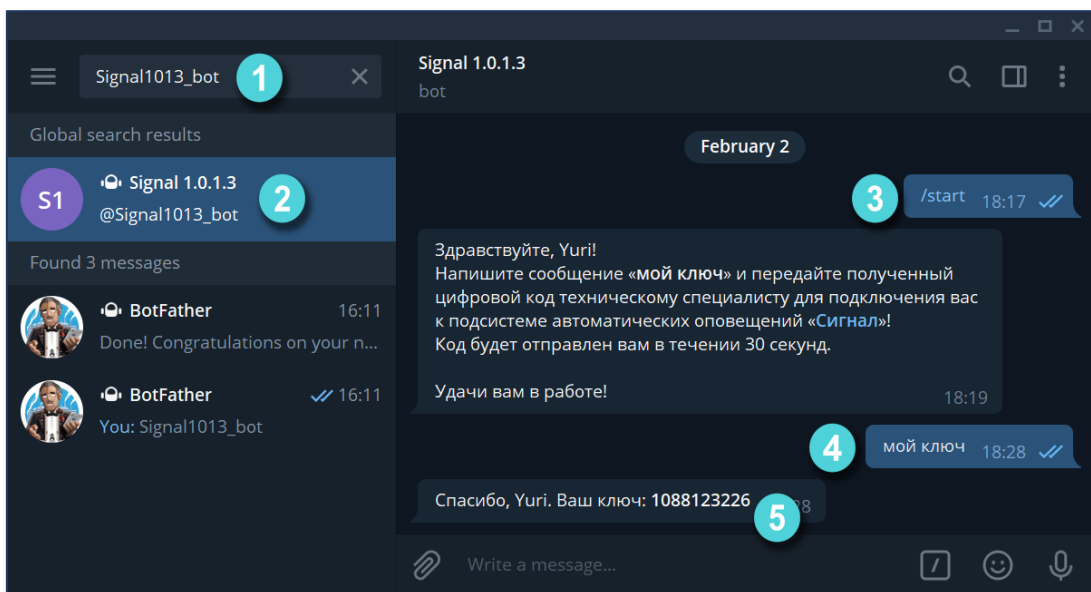 Signal1013_bot
1
Global search results
S1
Signal 1.0.1.3
@Signal1013_bot
2
Found 3 messages
BotFather 16:11
Done! Congratulations on your n...
BotFather 16:11
You: Signal1013_bot
Signal 1.0.1.3
bot
February 2
3
/start 18:17
Здравствуйте, Yuri!
Напишите сообщение «мой ключ» и передайте полученный
цифровой код техническому специалисту для подключения вас
к подсистеме автоматических оповещений «Сигнал»!
Код будет отправлен вам в течении 30 секунд.
Удачи вам в работе!
18:19
4
мой ключ 18:28
Спасибо, Yuri. Ваш ключ: 1088123226
5
Write a message...